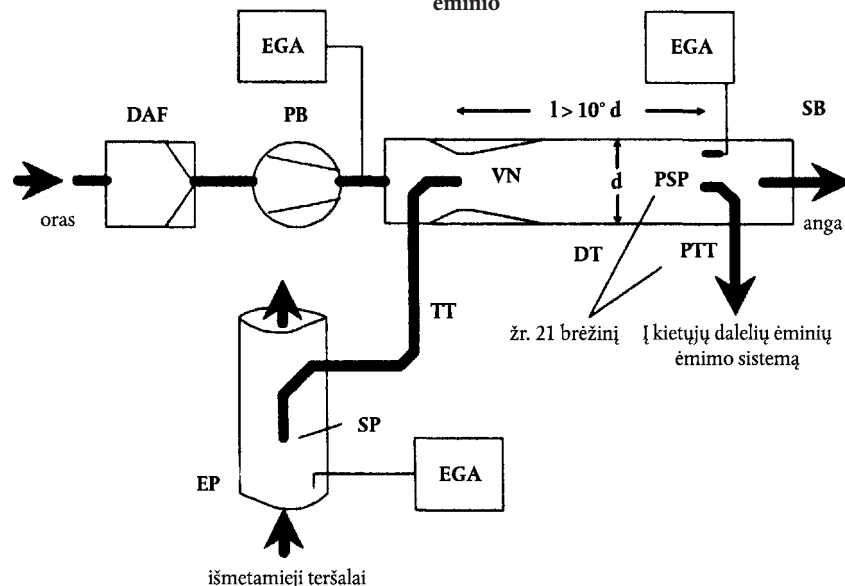 ėminio
EGA
EGA
DAF
PB
l > 10° d
SB
VN
d
PSP
oras
anga
DT
PTT
TT
žr. 21 brėžinį
Į kietųjų dalelių ėminių
ėmimo sistemą
SP
EGA
EP
išmetamieji teršalai